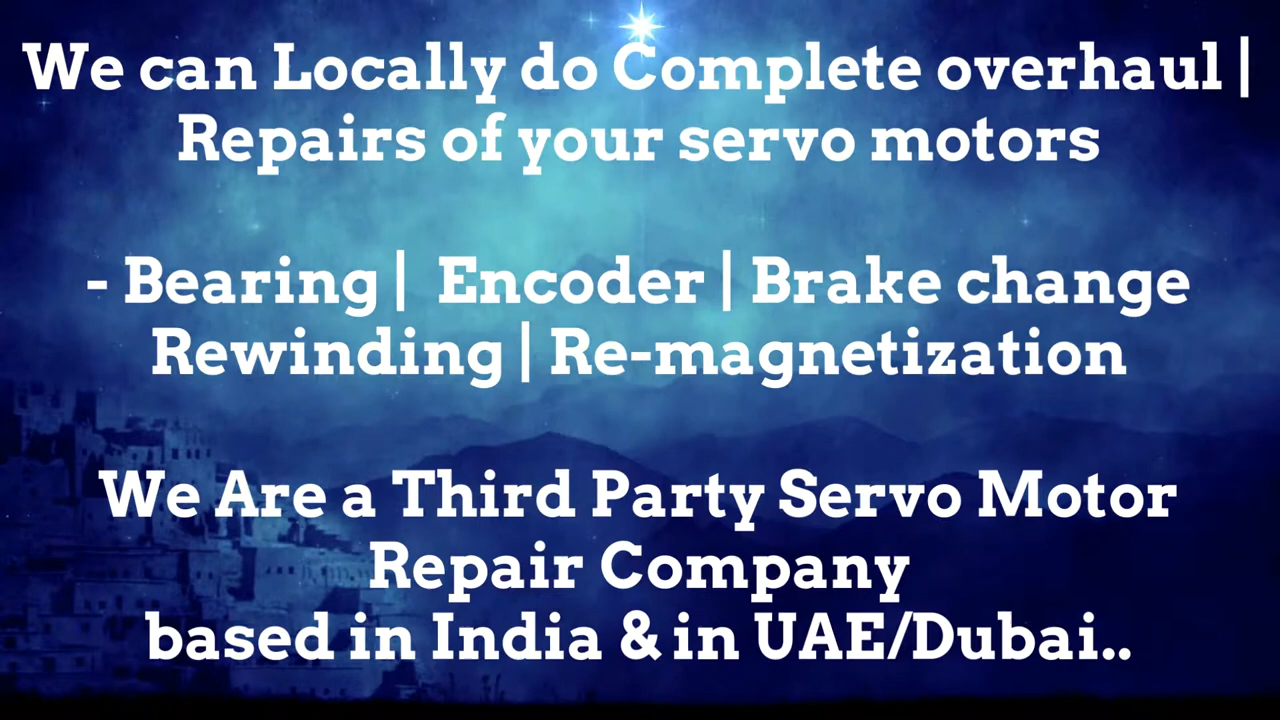 We can Locally do Complete overhaul |
Repairs of your servo motors
- Bearing | Encoder | Brake change
Rewinding | Re-magnetization
We Are a Third Party Servo Motor
Repair Company
based in India & in UAE/Dubai..